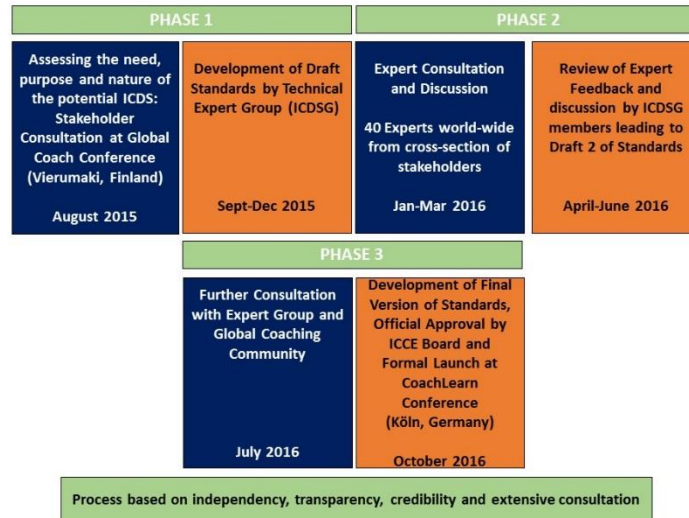 PHASE 1
PHASE 2
Assessing the need,
purpose and nature of
the potential ICDS:
Stakeholder
Consultation at Global
Coach Conference
(Vierumaki, Finland)
August 2015
Development of Draft
Standards by Technical
Expert Group (ICDSG)
Sept-Dec 2015
Expert Consultation
and Discussion
40 Experts world-wide
from cross-section of
stakeholders
Jan-Mar 2016
Review of Expert
Feedback and
discussion by ICDSG
members leading to
Draft 2 of Standards
April-June 2016
PHASE 3
Further Consultation
with Expert Group and
Global Coaching
Community
July 2016
Development of Final
Version of Standards,
Official Approval by
ICCE Board and
Formal Launch at
CoachLearn
Conference
(Köln, Germany)
October 2016
Process based on independency, transparency, credibility and extensive consultation